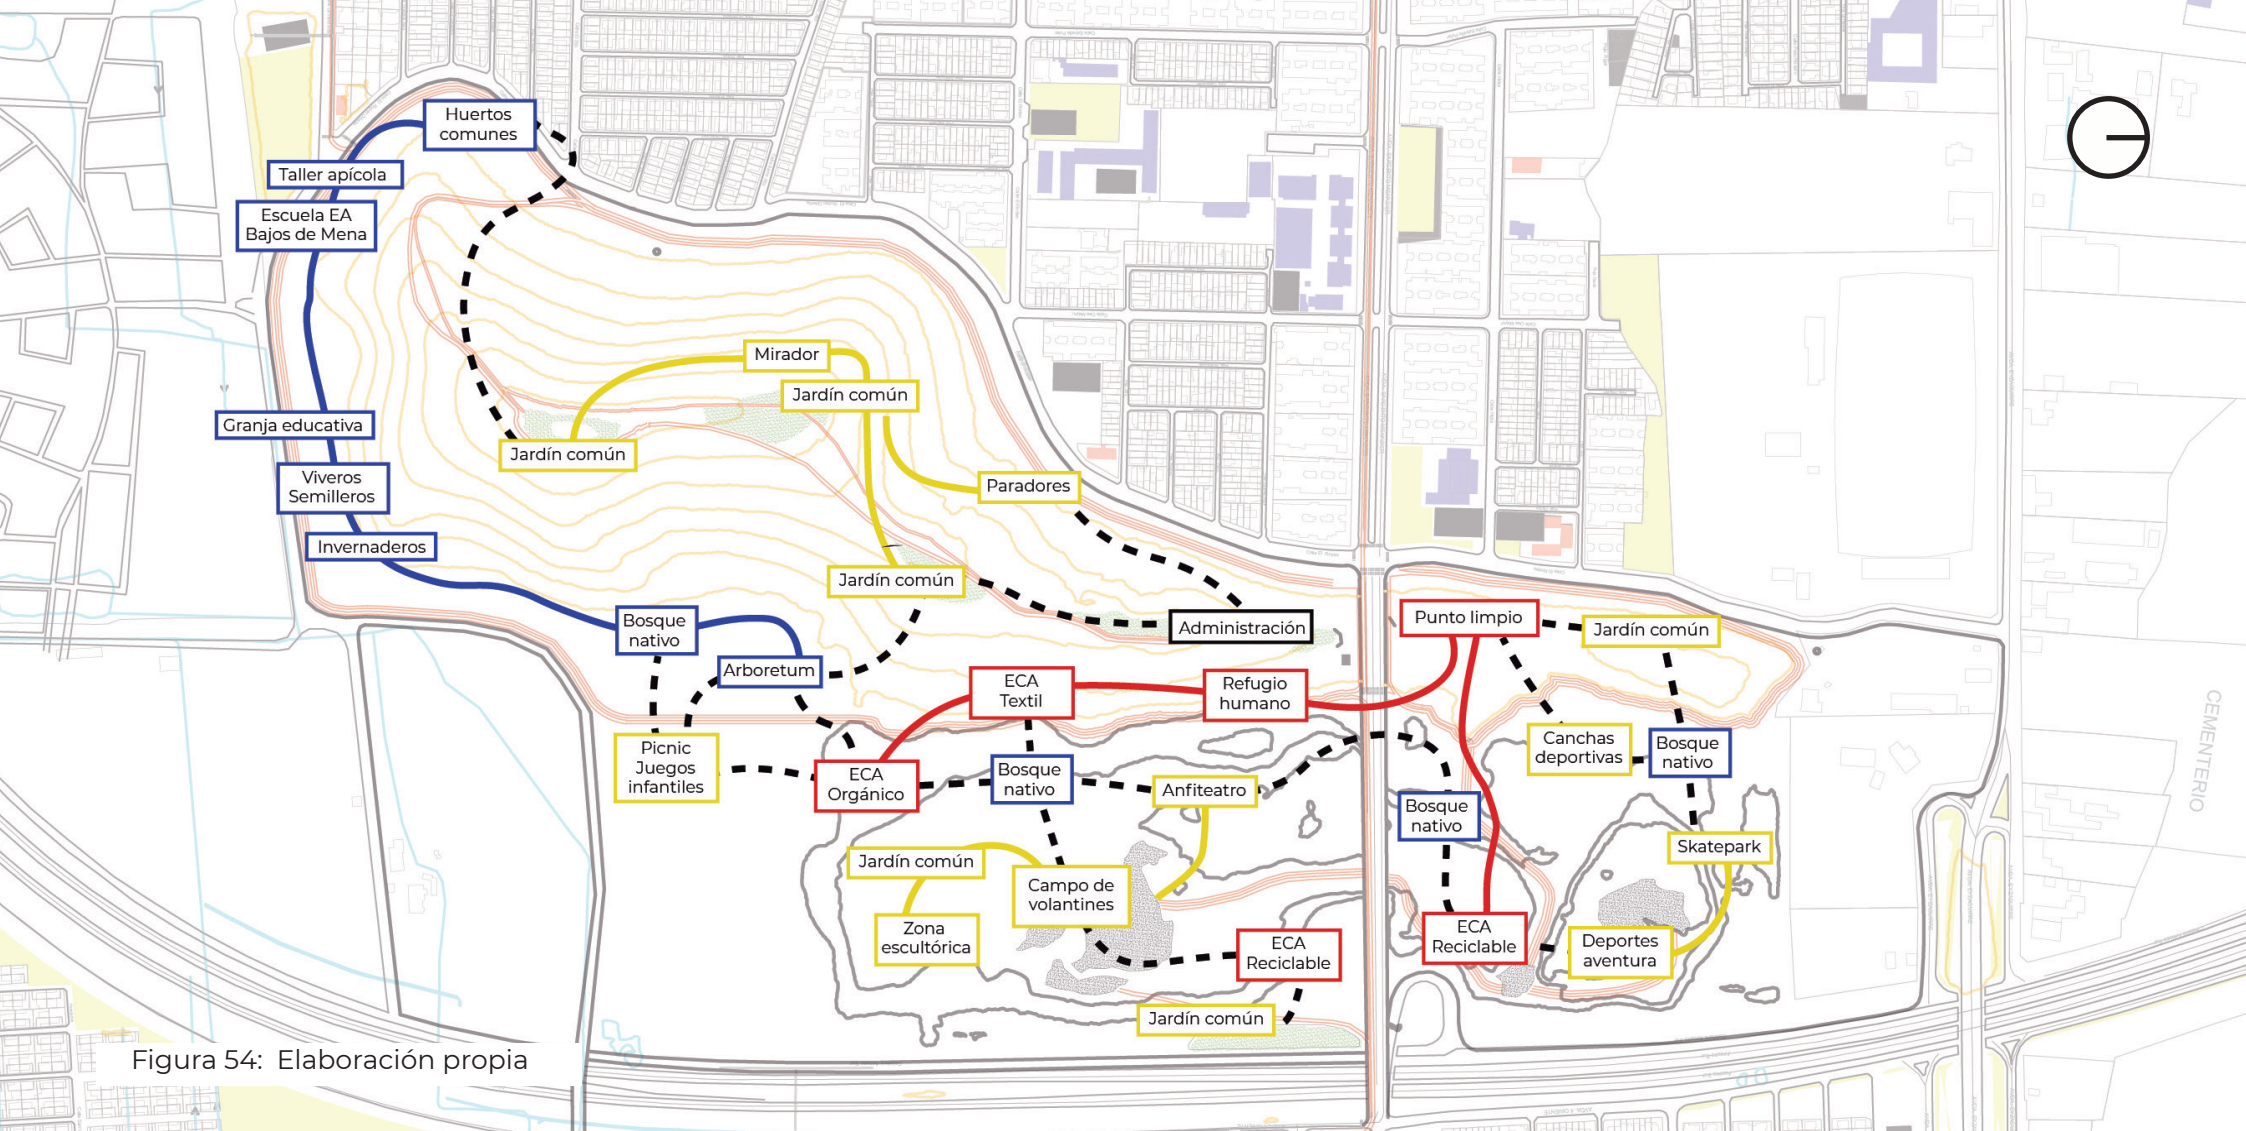 Huertos
comunes
Taller apícola
Escuela EA
Bajos de Mena
Mirador
Jardín común
Granja educativa
Jardín común
Viveros
Semilleros
Paradores
Invernaderos
Jardín común
Bosque
nativo
Administración
Punto limpio
Jardín común
Arboretum
ECA
Textil
Refugio
humano
Picnic
Juegos
infantiles
ECA
Orgánico
Bosque
nativo
Anfiteatro
Canchas
deportivas
Bosque
nativo
CEMENTERIO
Bosque
nativo
Skatepark
Jardín común
Campo de
volantines
Zona
escultórica
ECA
Reciclable
ECA
Reciclable
Deportes
aventura
Jardín común
Figura 54: Elaboración propia